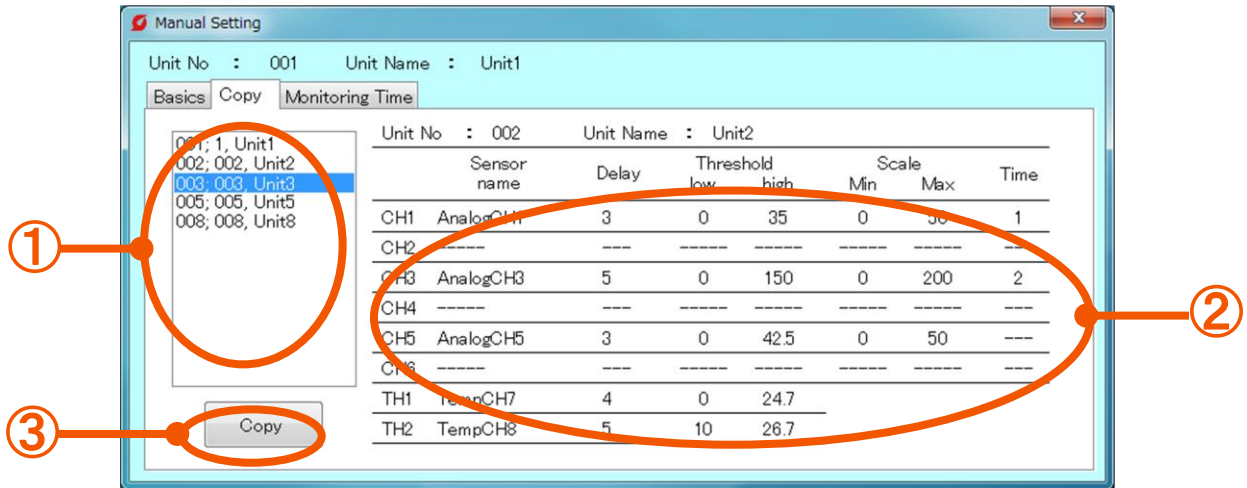 Manual Setting
Unit No : 001 Unit Name : Unit1
Basics Copy Monitoring Time
001; 1, Unit1
002; 002, Unit2
003; 003, Unit3
005; 005, Unit5
008; 008, Unit8
Copy
Unit No : 002 Unit Name : Unit2
Sensor name Delay Threshold low high Scale Min Max Time
CH1 AnalogCH1 3 0 35 0 50 1
CH2 ----- --- ----- ----- ----- ----- ---
CH3 AnalogCH3 5 0 150 0 200 2
CH4 ----- --- ----- ----- ----- ----- ---
CH5 AnalogCH5 3 0 42.5 0 50 ---
CH6 ----- --- ----- ----- ----- ----- ---
TH1 TempCH7 4 0 24.7
TH2 TempCH8 5 10 26.7
①
②
③